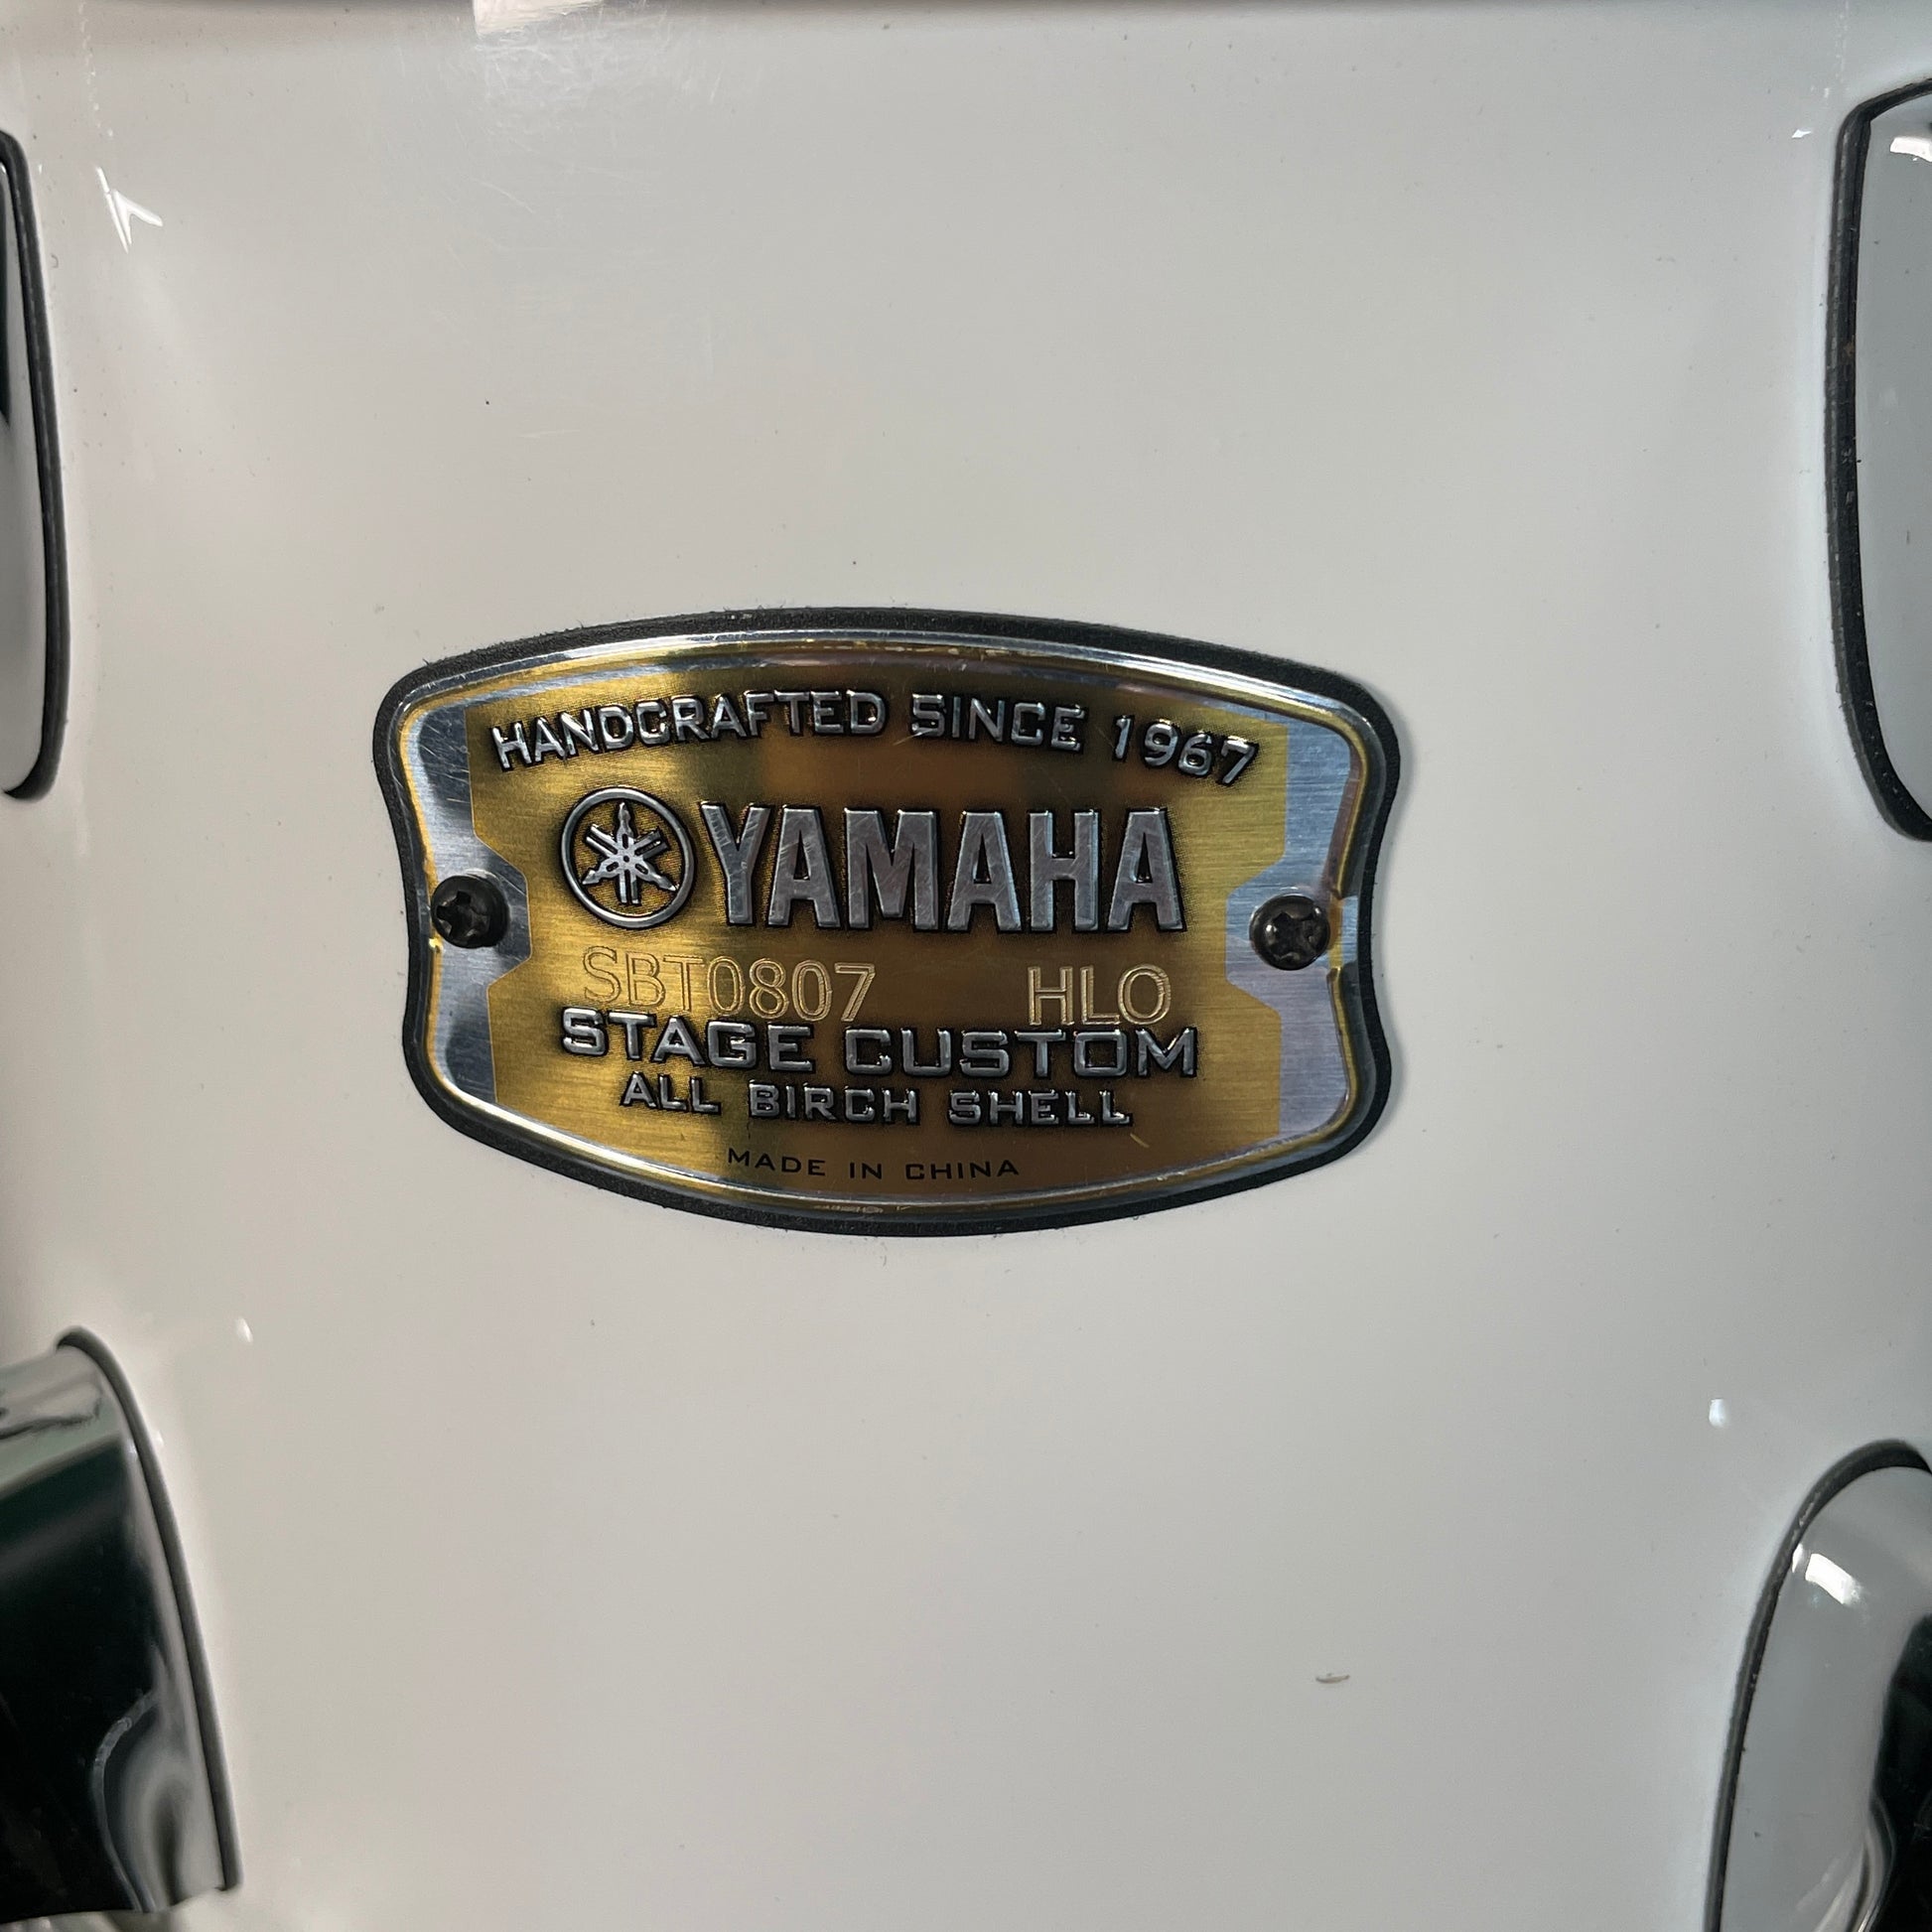 HANDCRAFTED SINCE 1967
YAMAHA
SBT0807 HLO
STAGE CUSTOM
ALL BIRCH SHELL
MADE IN CHINA